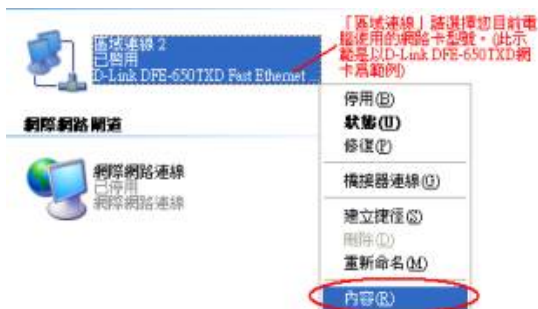 區域連線 2
已啓用
D-Link DFE-650TXD Fast Ethernet ...
「區域連線」請選擇您目前電
腦使用的網路卡型號。(此示
範是以D-Link DFE-650TXD網
卡爲範例)
網際網路閘道
網際網路連線
已停用
網際網路連線
停用(B)
狀態(U)
修復(P)
橋接器連線(G)
建立捷徑(S)
刪除(D)
重新命名(M)
內容(R)